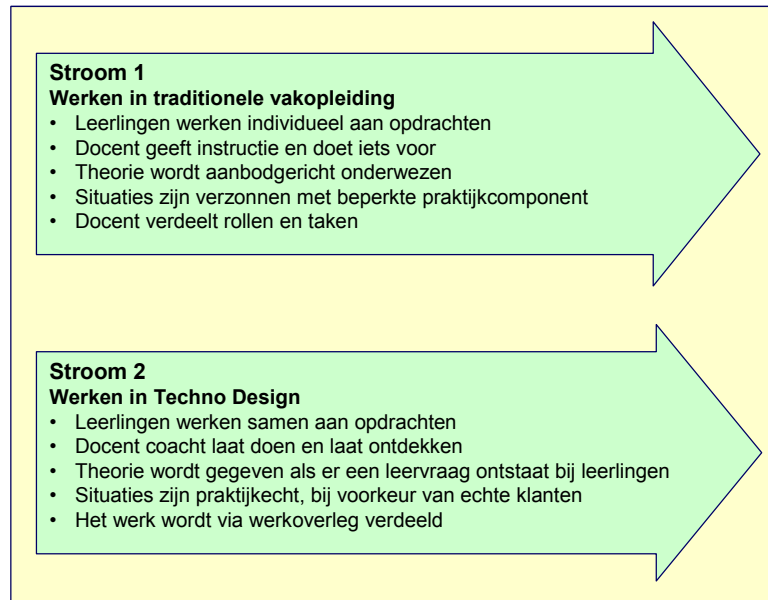 Stroom 1
Werken in traditionele vakopleiding
• Leerlingen werken individueel aan opdrachten
• Docent geeft instructie en doet iets voor
• Theorie wordt aanbodgericht onderwezen
• Situaties zijn verzonnen met beperkte praktijkcomponent
• Docent verdeelt rollen en taken
Stroom 2
Werken in Techno Design
• Leerlingen werken samen aan opdrachten
• Docent coacht laat doen en laat ontdekken
• Theorie wordt gegeven als er een leervraag ontstaat bij leerlingen
• Situaties zijn praktijkecht, bij voorkeur van echte klanten
• Het werk wordt via werkoverleg verdeeld